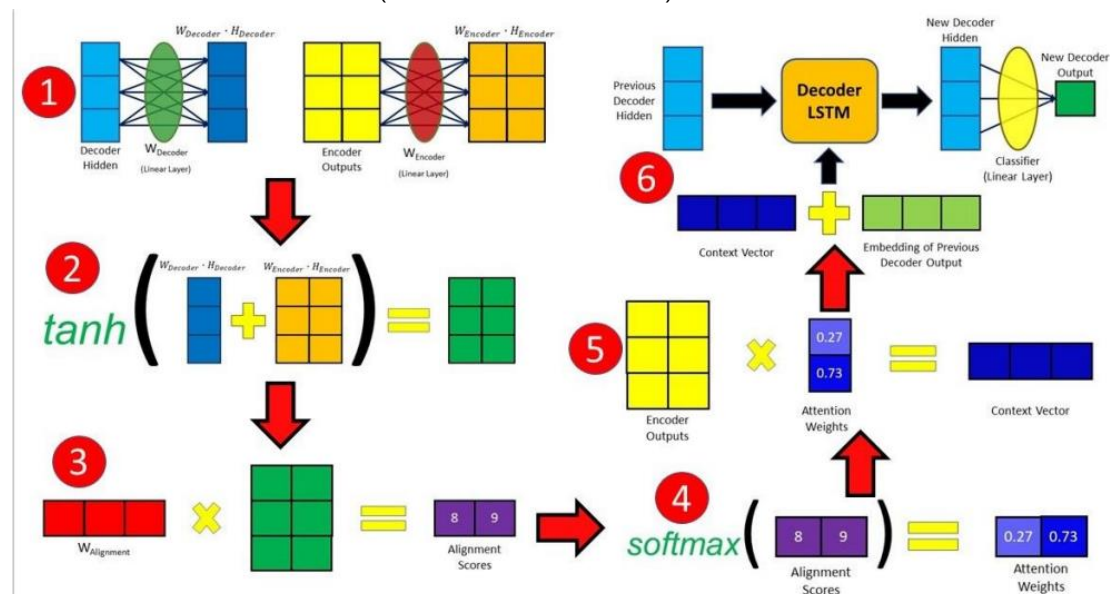 1
W_Decoder · H_Decoder
Decoder
Hidden
W_Decoder
(Linear Layer)
W_Encoder · H_Encoder
Encoder
Outputs
W_Encoder
(Linear Layer)
2
tanh
(
W_Decoder · H_Decoder
+
W_Encoder · H_Encoder
)
=
3
W_Alignment
×
=
8 9
Alignment
Scores
4
softmax
(
8 9
Alignment
Scores
)
=
0.27 0.73
Attention
Weights
5
Encoder
Outputs
×
0.27
0.73
Attention
Weights
=
Context Vector
6
Previous
Decoder
Hidden
Decoder
LSTM
New Decoder
Hidden
New Decoder
Output
Classifier
(Linear Layer)
Context Vector
+
Embedding of Previous
Decoder Output